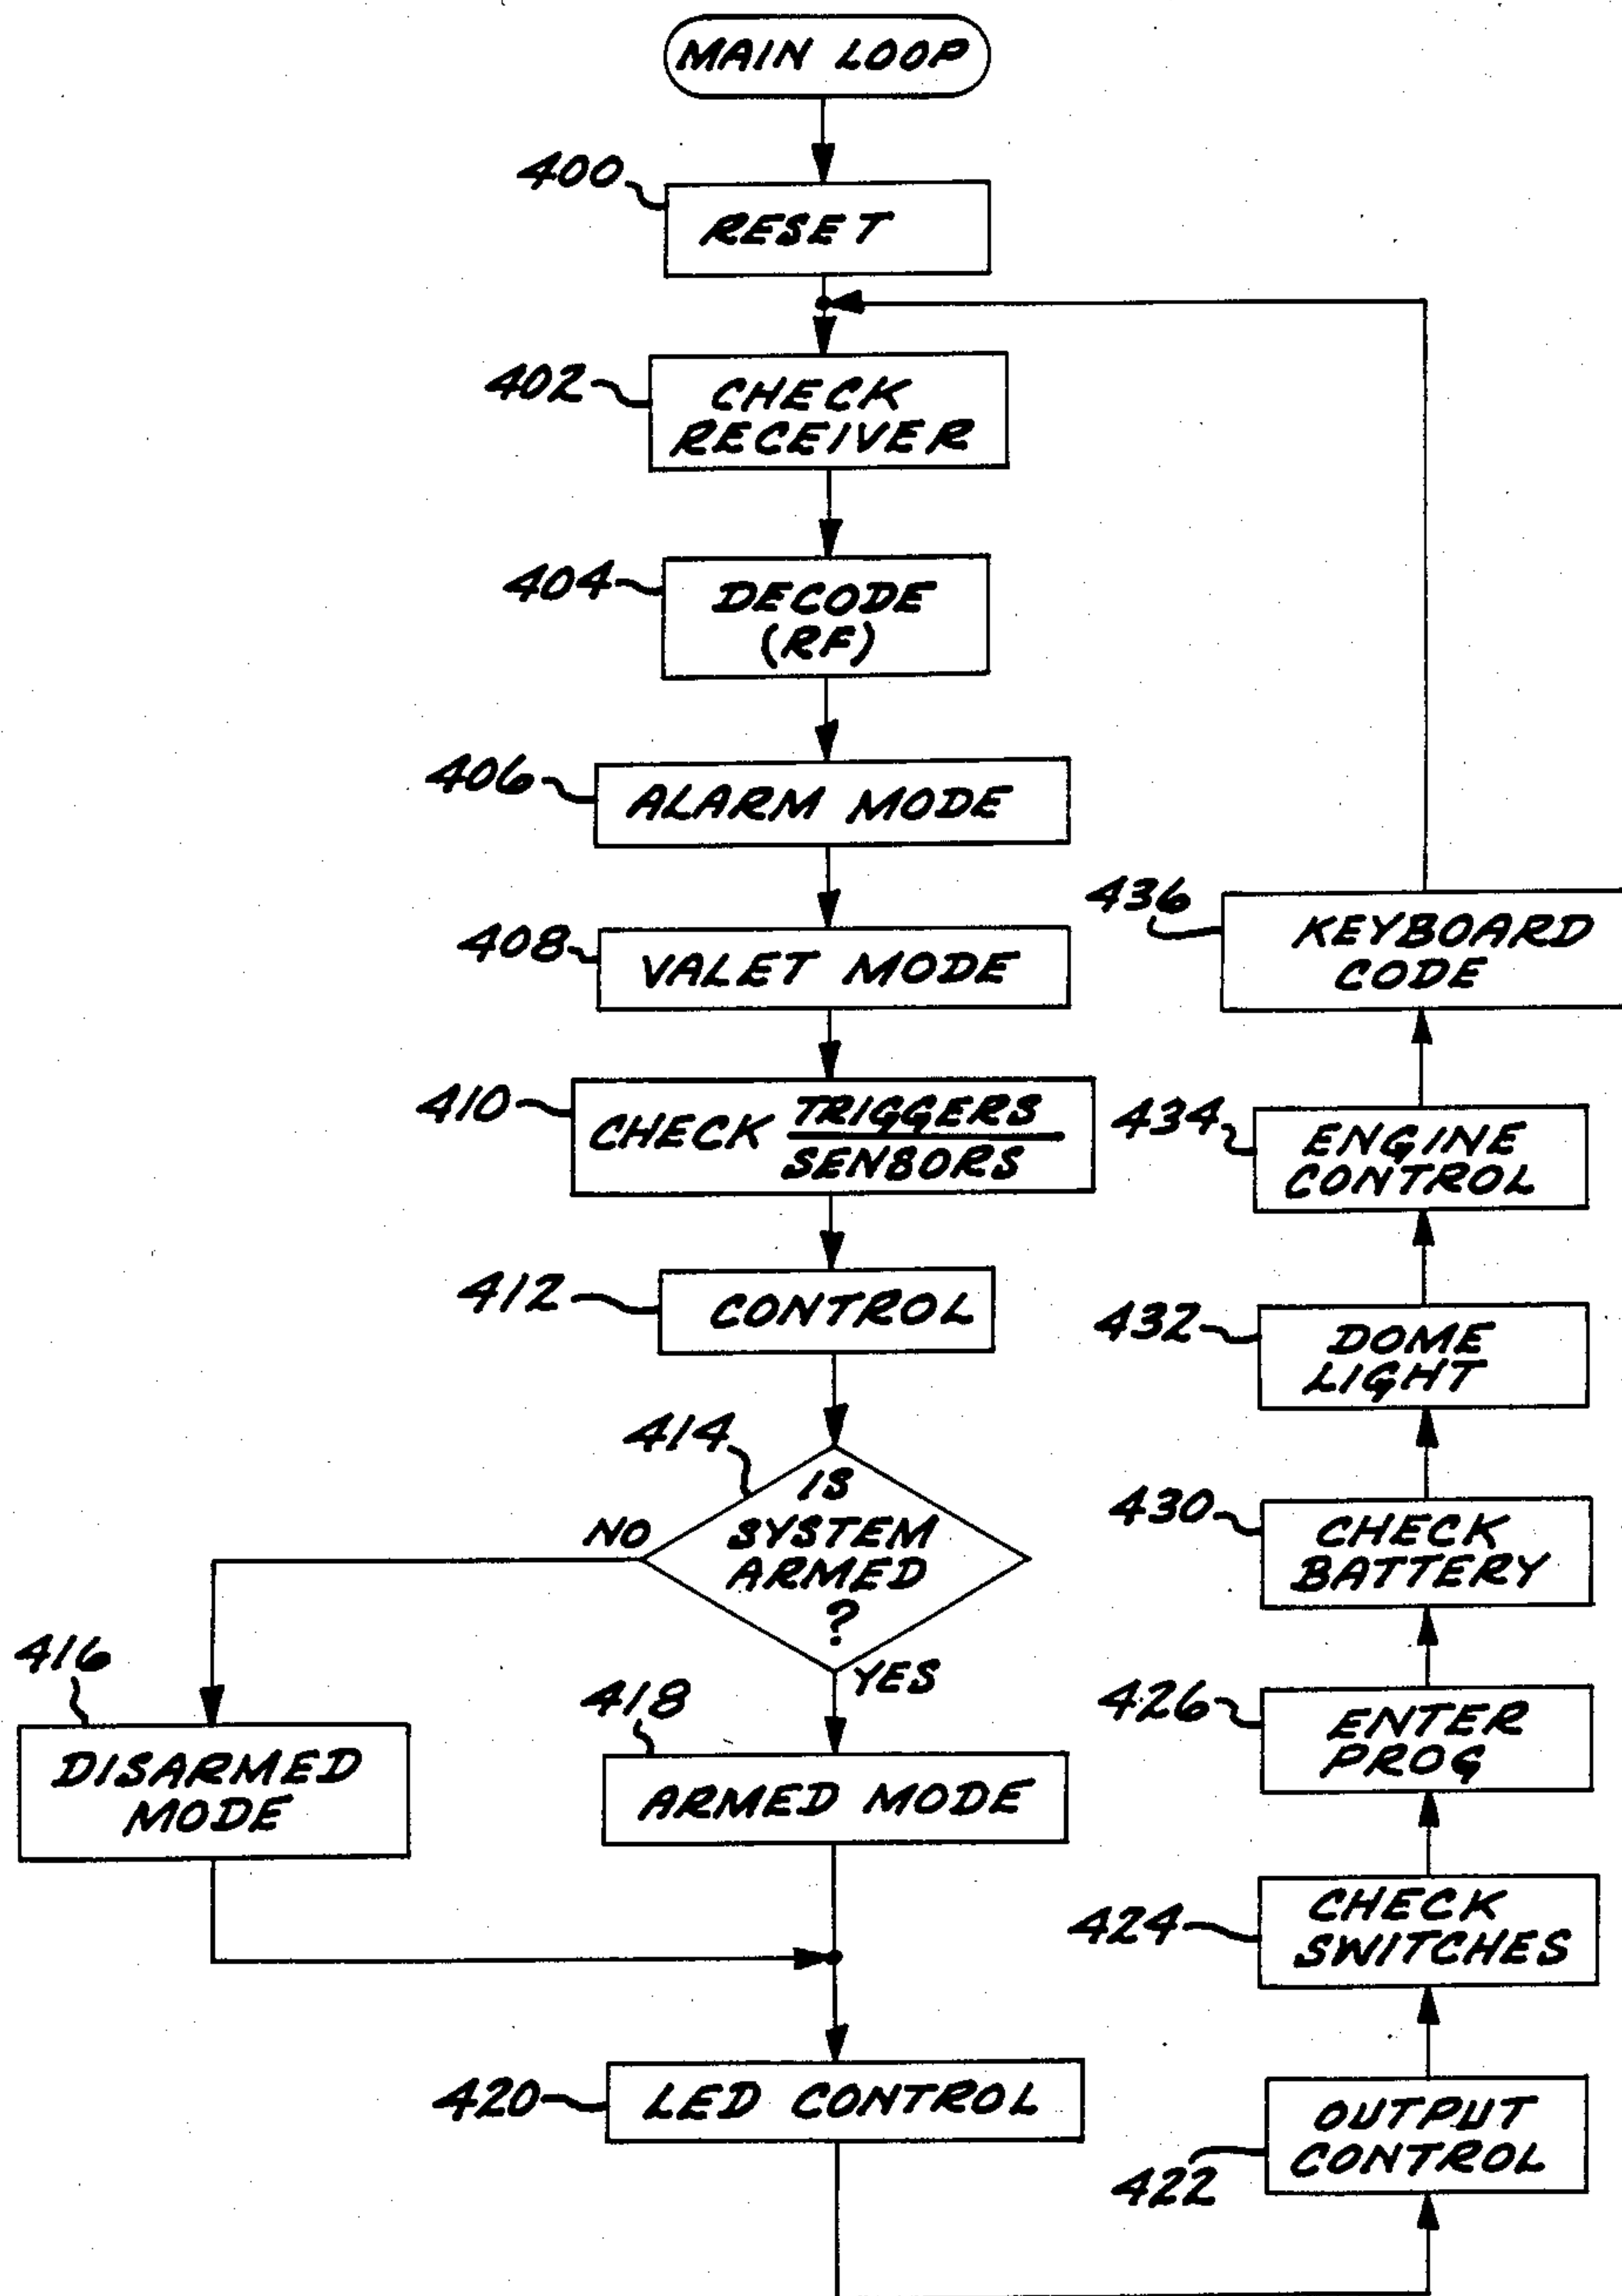 MAIN LOOP
400
RESET
402
CHECK
RECEIVER
404
DECODE
(RF)
406
ALARM MODE
408
VALET MODE
410
CHECK TRIGGERS
SENSORS
412
CONTROL
414
IS
SYSTEM
ARMED
?
NO
YES
416
DISARMED
MODE
418
ARMED MODE
420
LED CONTROL
422
OUTPUT
CONTROL
424
CHECK
SWITCHES
426
ENTER
PROG
430
CHECK
BATTERY
432
DOME
LIGHT
434
ENGINE
CONTROL
436
KEYBOARD
CODE